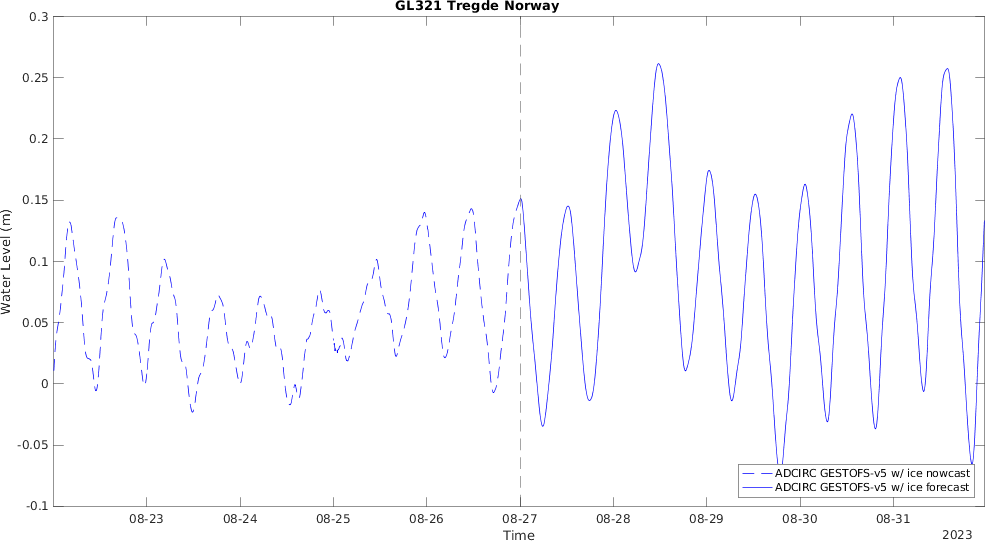 GL321 Tregde Norway
0.3
0.25
0.2
0.15
0.1
0.05
0
-0.05
-0.1
Water Level (m)
08-23 08-24 08-25 08-26 08-27 08-28 08-29 08-30 08-31
Time
2023
ADCIRC GESTOFS-v5 w/ ice nowcast
ADCIRC GESTOFS-v5 w/ ice forecast